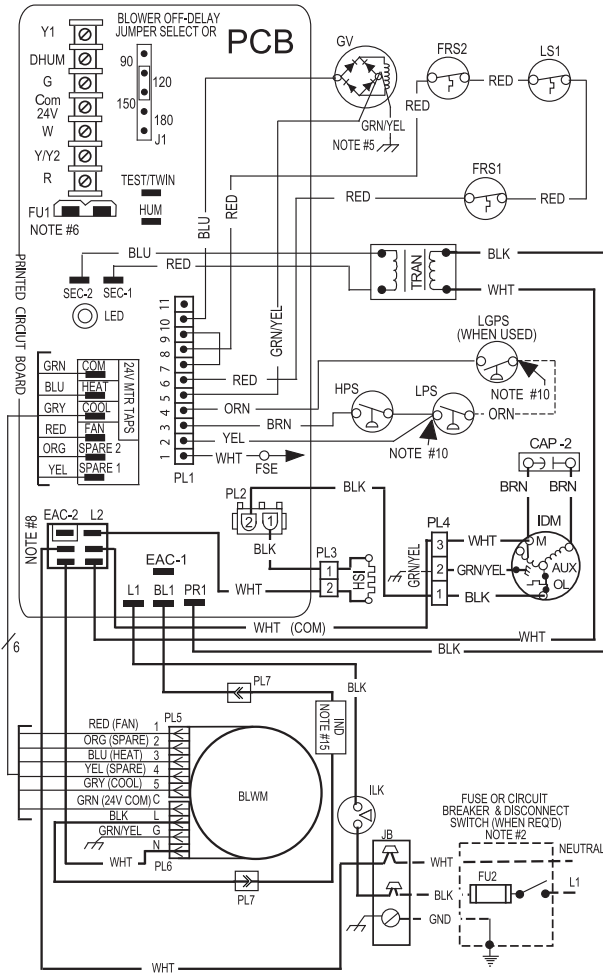 BLOWER OFF-DELAY
JUMPER SELECT OR
PCB
Y1
DHUM
G
Com
24V
W
Y/Y2
R
90
120
150
180
J1
FU1
NOTE #6
TEST/TWIN
HUM
GV
GRN/YEL
NOTE #5
FRS2
LS1
RED
RED
FRS1
RED
RED
BLU
RED
GRN/YEL
BLU
RED
SEC-2
SEC-1
LED
TRAN
BLK
WHT
PRINTED CIRCIUT BOARD
GRN
COM
BLU
HEAT
GRY
COOL
RED
FAN
ORG
SPARE 2
YEL
SPARE 1
24V MTR TAPS
11
10
9
8
7
6
5
4
3
2
1
PL1
RED
ORN
BRN
YEL
WHT
FSE
LGPS
(WHEN USED)
NOTE #10
HPS
LPS
ORN
NOTE #10
CAP -2
BRN
BRN
IDM
M
AUX
OL
PL2
2
1
BLK
BLK
PL3
1
2
HSI
WHT
PL4
3
2
1
GRN/YEL
WHT
GRN/YEL
BLK
NOTE #8
EAC-2
L2
EAC-1
L1
BL1
PR1
WHT
(COM)
WHT
BLK
6
PL7
BLK
IND
NOTE #15
RED (FAN)
1
PL5
ORG (SPARE)
2
BLU (HEAT)
3
YEL (SPARE)
4
GRY (COOL)
5
GRN (24V COM)
C
BLK
L
GRN/YEL
G
WHT
N
PL6
BLWM
PL7
ILK
JB
FUSE OR CIRCUIT
BREAKER & DISCONNECT
SWITCH (WHEN REQ'D)
NOTE #2
WHT
NEUTRAL
BLK
FU2
L1
GND
WHT